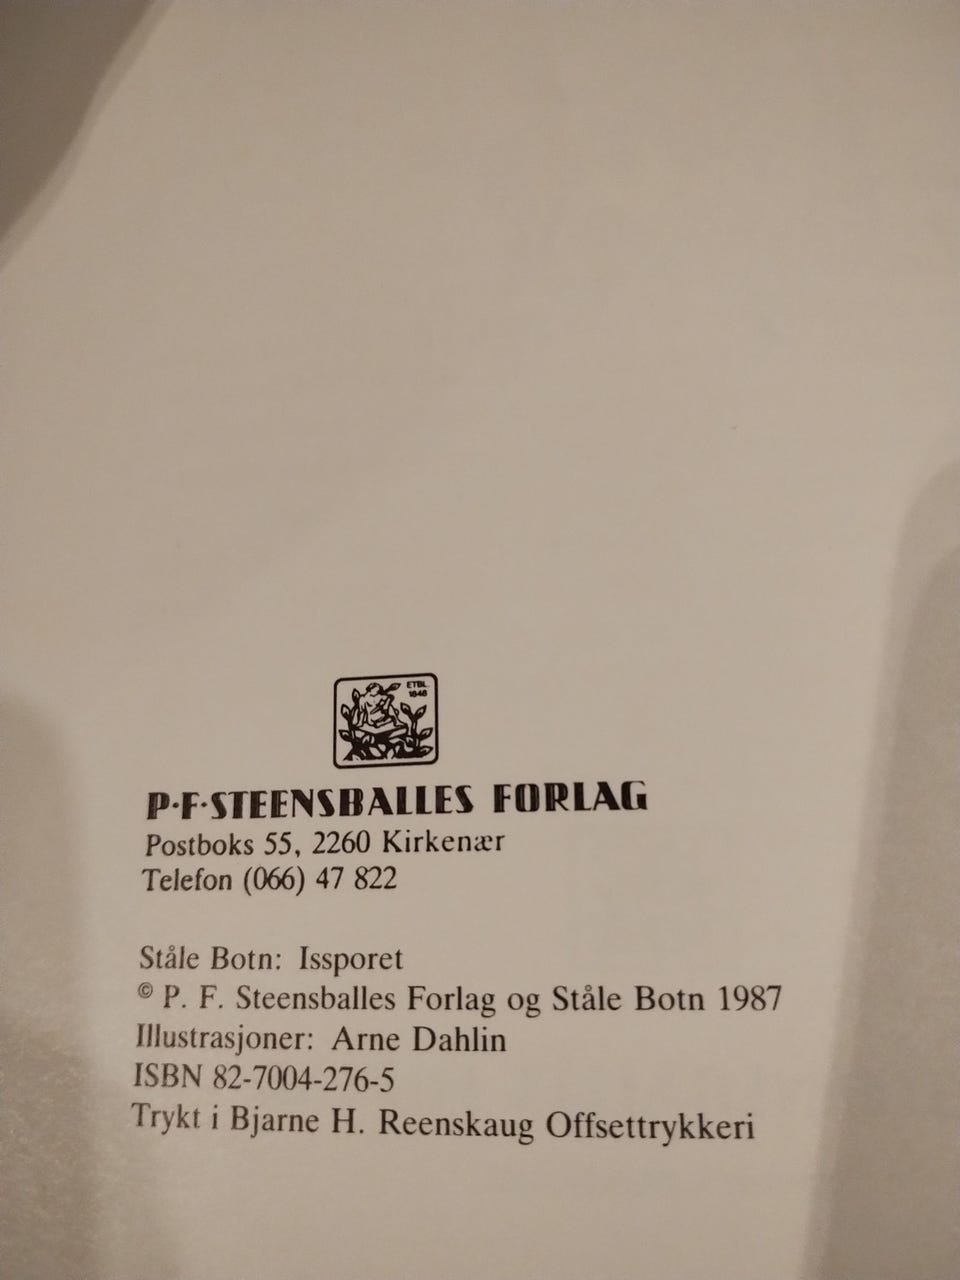 ETBL.
1848
P·F·STEENSBALLES FORLAG
Postboks 55, 2260 Kirkenær
Telefon (066) 47 822
Ståle Botn: Issporet
© P. F. Steensballes Forlag og Ståle Botn 1987
Illustrasjoner: Arne Dahlin
ISBN 82-7004-276-5
Trykt i Bjarne H. Reenskaug Offsettrykkeri